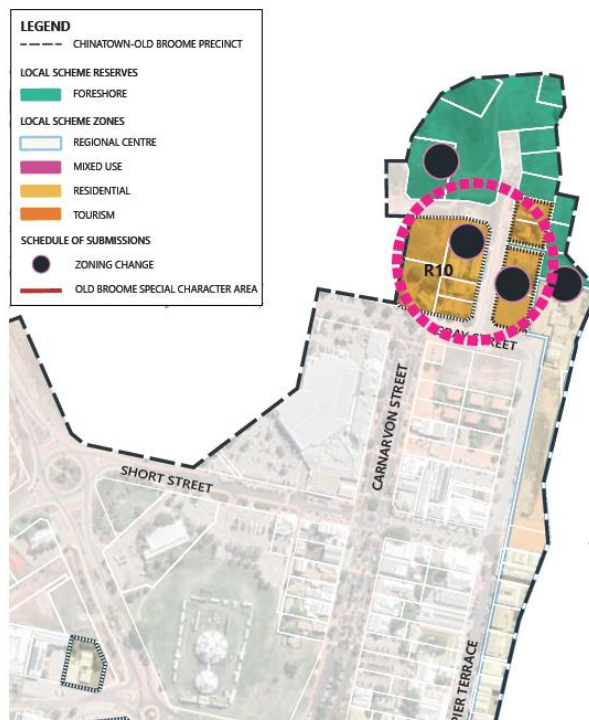 LEGEND
CHINATOWN-OLD BROOME PRECINCT
LOCAL SCHEME RESERVES
FORESHORE
LOCAL SCHEME ZONES
REGIONAL CENTRE
MIXED USE
RESIDENTIAL
TOURISM
SCHEDULE OF SUBMISSIONS
ZONING CHANGE
OLD BROOME SPECIAL CHARACTER AREA
R10
STREET
CARNARVON STREET
SHORT STREET
PIER TERRACE